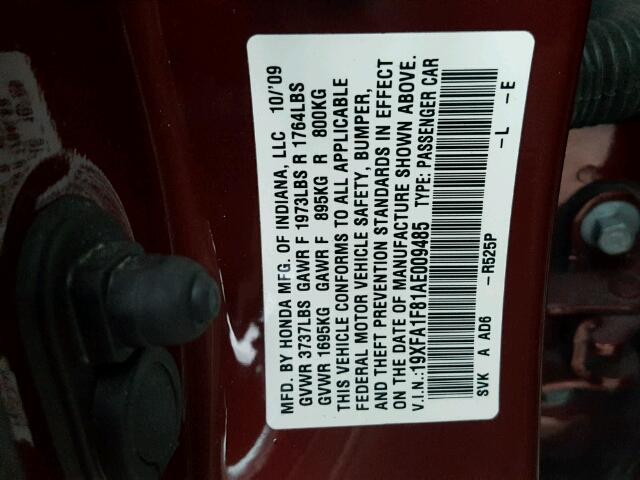 MFD. BY HONDA MFG. OF INDIANA, LLC 10/'09
GVWR 3737LBS GAWR F 1973LBS R 1764LBS
GVWR 1695KG GAWR F 895KG R 800KG
THIS VEHICLE CONFORMS TO ALL APPLICABLE
FEDERAL MOTOR VEHICLE SAFETY, BUMPER,
AND THEFT PREVENTION STANDARDS IN EFFECT
ON THE DATE OF MANUFACTURE SHOWN ABOVE.
V.I.N.:19XFA1F81AE009485 TYPE: PASSENGER CAR
SVK A AD6 -R525P -L -E